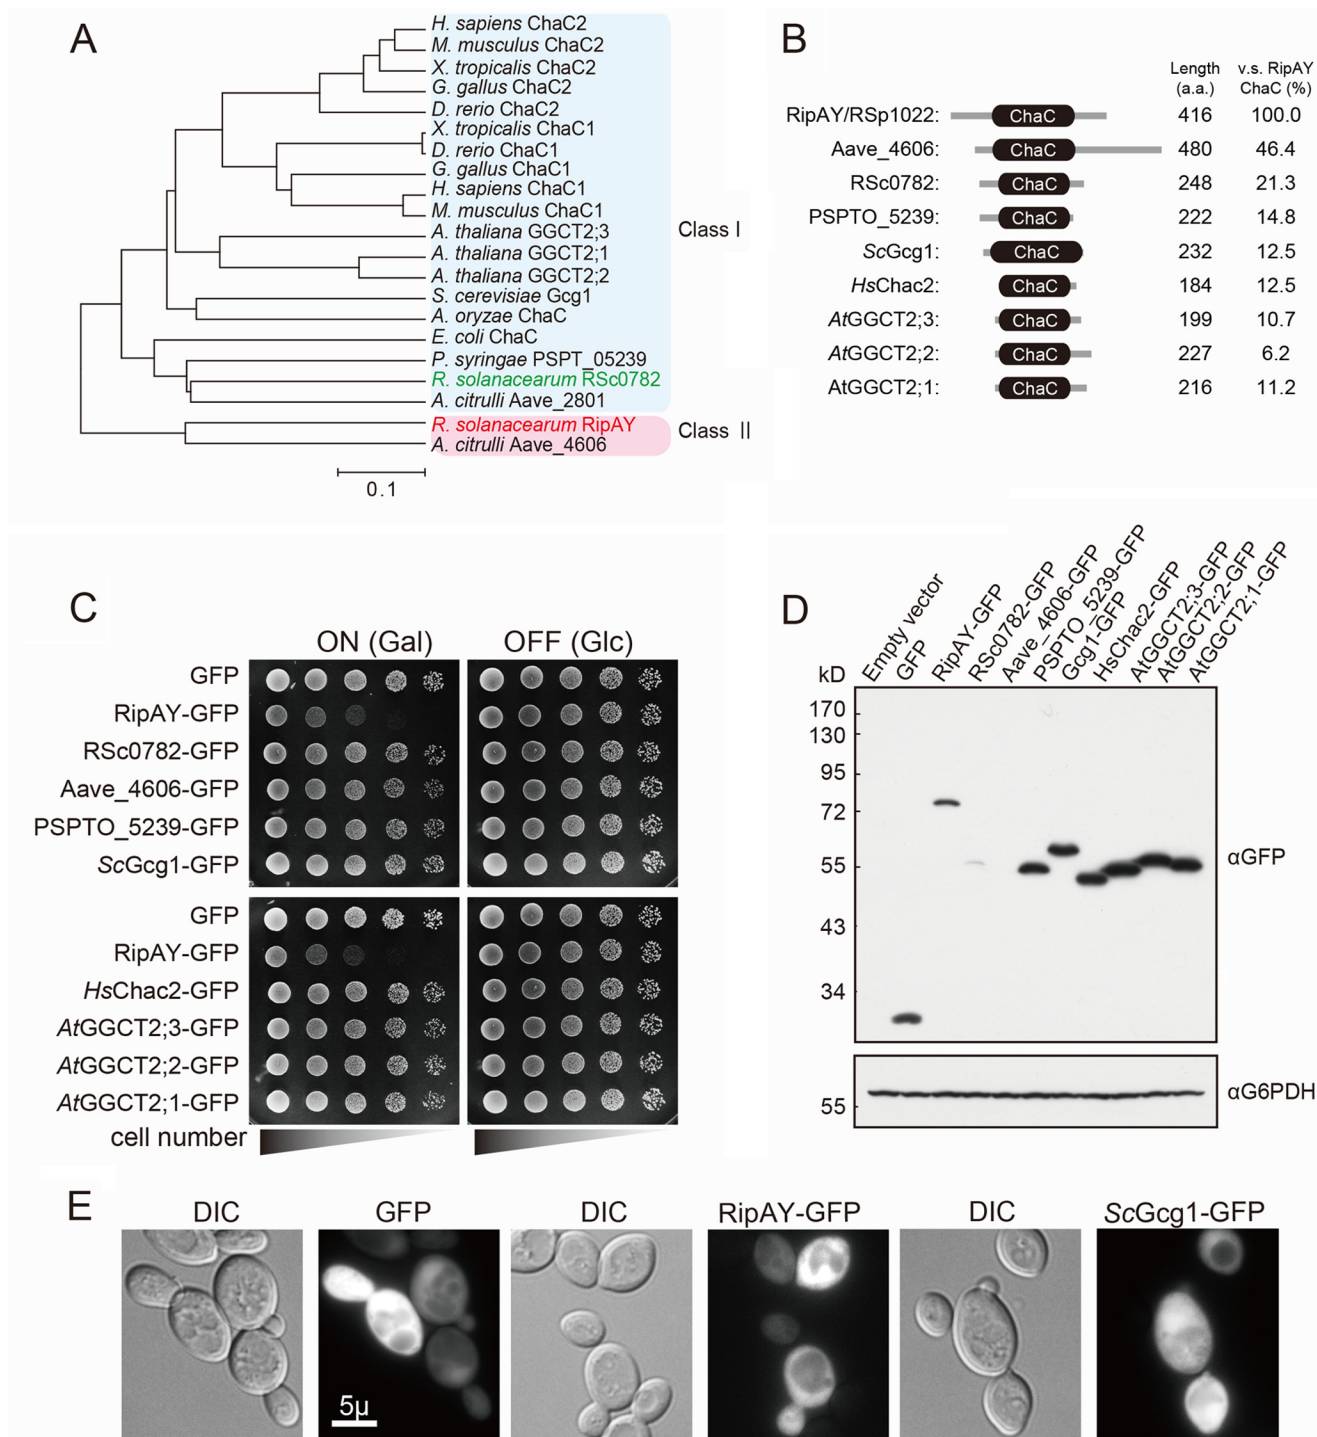 A
H. sapiens ChaC2
M. musculus ChaC2
X. tropicalis ChaC2
G. gallus ChaC2
D. rerio ChaC2
X. tropicalis ChaC1
D. rerio ChaC1
G. gallus ChaC1
H. sapiens ChaC1
M. musculus ChaC1
A. thaliana GGCT2;3
A. thaliana GGCT2;1
A. thaliana GGCT2;2
S. cerevisiae Gcg1
A. oryzae ChaC
E. coli ChaC
P. syringae PSPT_05239
R. solanacearum RSc0782
A. citrulli Aave_2801
R. solanacearum RipAY
A. citrulli Aave_4606
Class I
Class II
0.1
B
Length (a.a.)
v.s. RipAY ChaC (%)
RipAY/RSp1022: ChaC 416 100.0
Aave_4606: ChaC 480 46.4
RSc0782: ChaC 248 21.3
PSPTO_5239: ChaC 222 14.8
ScGcg1: ChaC 232 12.5
HsChac2: ChaC 184 12.5
AtGGCT2;3: ChaC 199 10.7
AtGGCT2;2: ChaC 227 6.2
AtGGCT2;1: ChaC 216 11.2
C
ON (Gal) OFF (Glc)
GFP
RipAY-GFP
RSc0782-GFP
Aave_4606-GFP
PSPTO_5239-GFP
ScGcg1-GFP
GFP
RipAY-GFP
HsChac2-GFP
AtGGCT2;3-GFP
AtGGCT2;2-GFP
AtGGCT2;1-GFP
cell number
D
Empty vector
GFP
RipAY-GFP
RSc0782-GFP
Aave_4606-GFP
PSPTO_5239-GFP
Gcg1-GFP
HsChac2-GFP
AtGGCT2;3-GFP
AtGGCT2;2-GFP
AtGGCT2;1-GFP
kD
170
130
95
72
55
43
34
αGFP
55
αG6PDH
E
DIC GFP DIC RipAY-GFP DIC ScGcg1-GFP
5μ